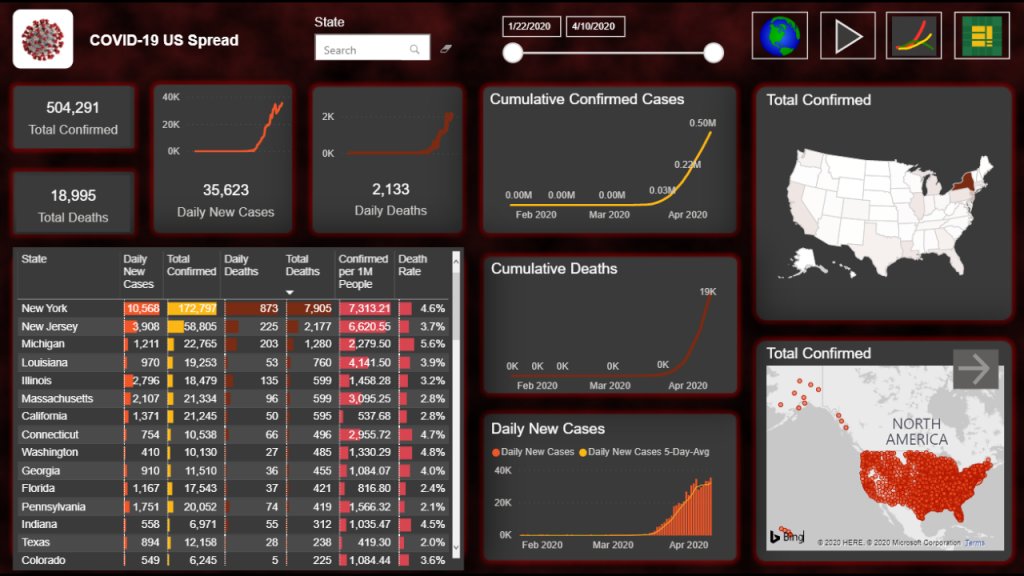 COVID-19 US Spread
State
Search
1/22/2020
4/10/2020
504,291
Total Confirmed
18,995
Total Deaths
40K
20K
0K
35,623
Daily New Cases
2K
0K
2,133
Daily Deaths
Cumulative Confirmed Cases
0.50M
0.22M
0.00M 0.00M 0.00M 0.03M
Feb 2020 Mar 2020 Apr 2020
Total Confirmed
State Daily New Cases Total Confirmed Daily Deaths Total Deaths Confirmed per 1M People Death Rate
New York 10,568 172,797 873 7,905 7,313.21 4.6%
New Jersey 3,908 58,805 225 2,177 6,620.55 3.7%
Michigan 1,211 22,765 203 1,280 2,279.50 5.6%
Louisiana 970 19,253 53 760 4,141.50 3.9%
Illinois 2,796 18,479 135 599 1,458.28 3.2%
Massachusetts 2,107 21,334 96 599 3,095.25 2.8%
California 1,371 21,245 50 595 537.68 2.8%
Connecticut 754 10,538 66 496 2,955.72 4.7%
Washington 410 10,130 27 485 1,330.29 4.8%
Georgia 910 11,510 36 455 1,084.07 4.0%
Florida 1,167 17,543 37 421 816.80 2.4%
Pennsylvania 1,751 20,052 74 419 1,566.32 2.1%
Indiana 558 6,971 55 312 1,035.47 4.5%
Texas 894 12,158 28 238 419.30 2.0%
Colorado 549 6,245 5 225 1,084.44 3.6%
Cumulative Deaths
19K
0K 0K 0K 0K 0K
Feb 2020 Mar 2020 Apr 2020
Daily New Cases
Daily New Cases Daily New Cases 5-Day-Avg
40K
20K
0K
Feb 2020 Mar 2020 Apr 2020
Total Confirmed
NORTH
AMERICA
Bing
© 2020 HERE, © 2020 Microsoft Corporation Terms